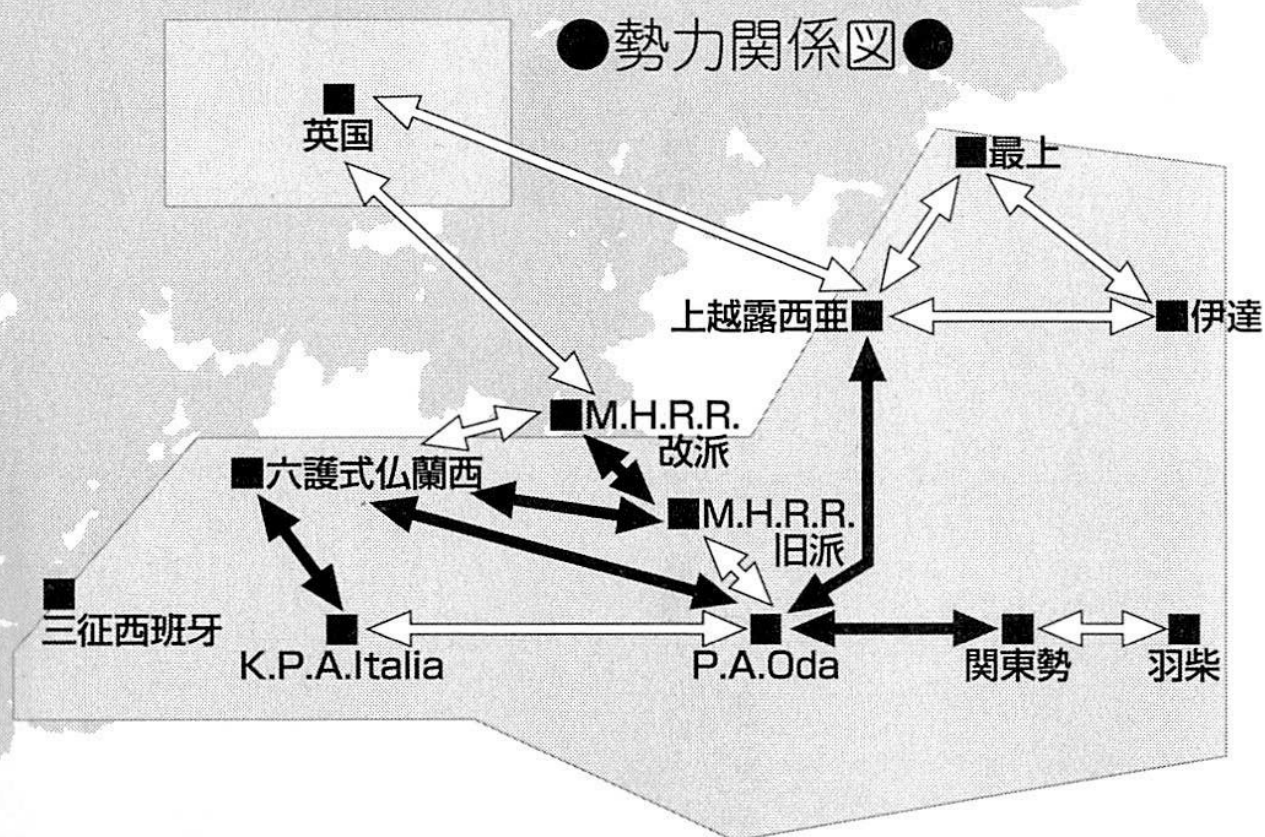 ●勢力関係図●
英国
最上
上越露西亜
伊達
M.H.R.R.
改派
六護式仏蘭西
M.H.R.R.
旧派
三征西班牙
K.P.A.Italia
P.A.Oda
関東勢
羽柴